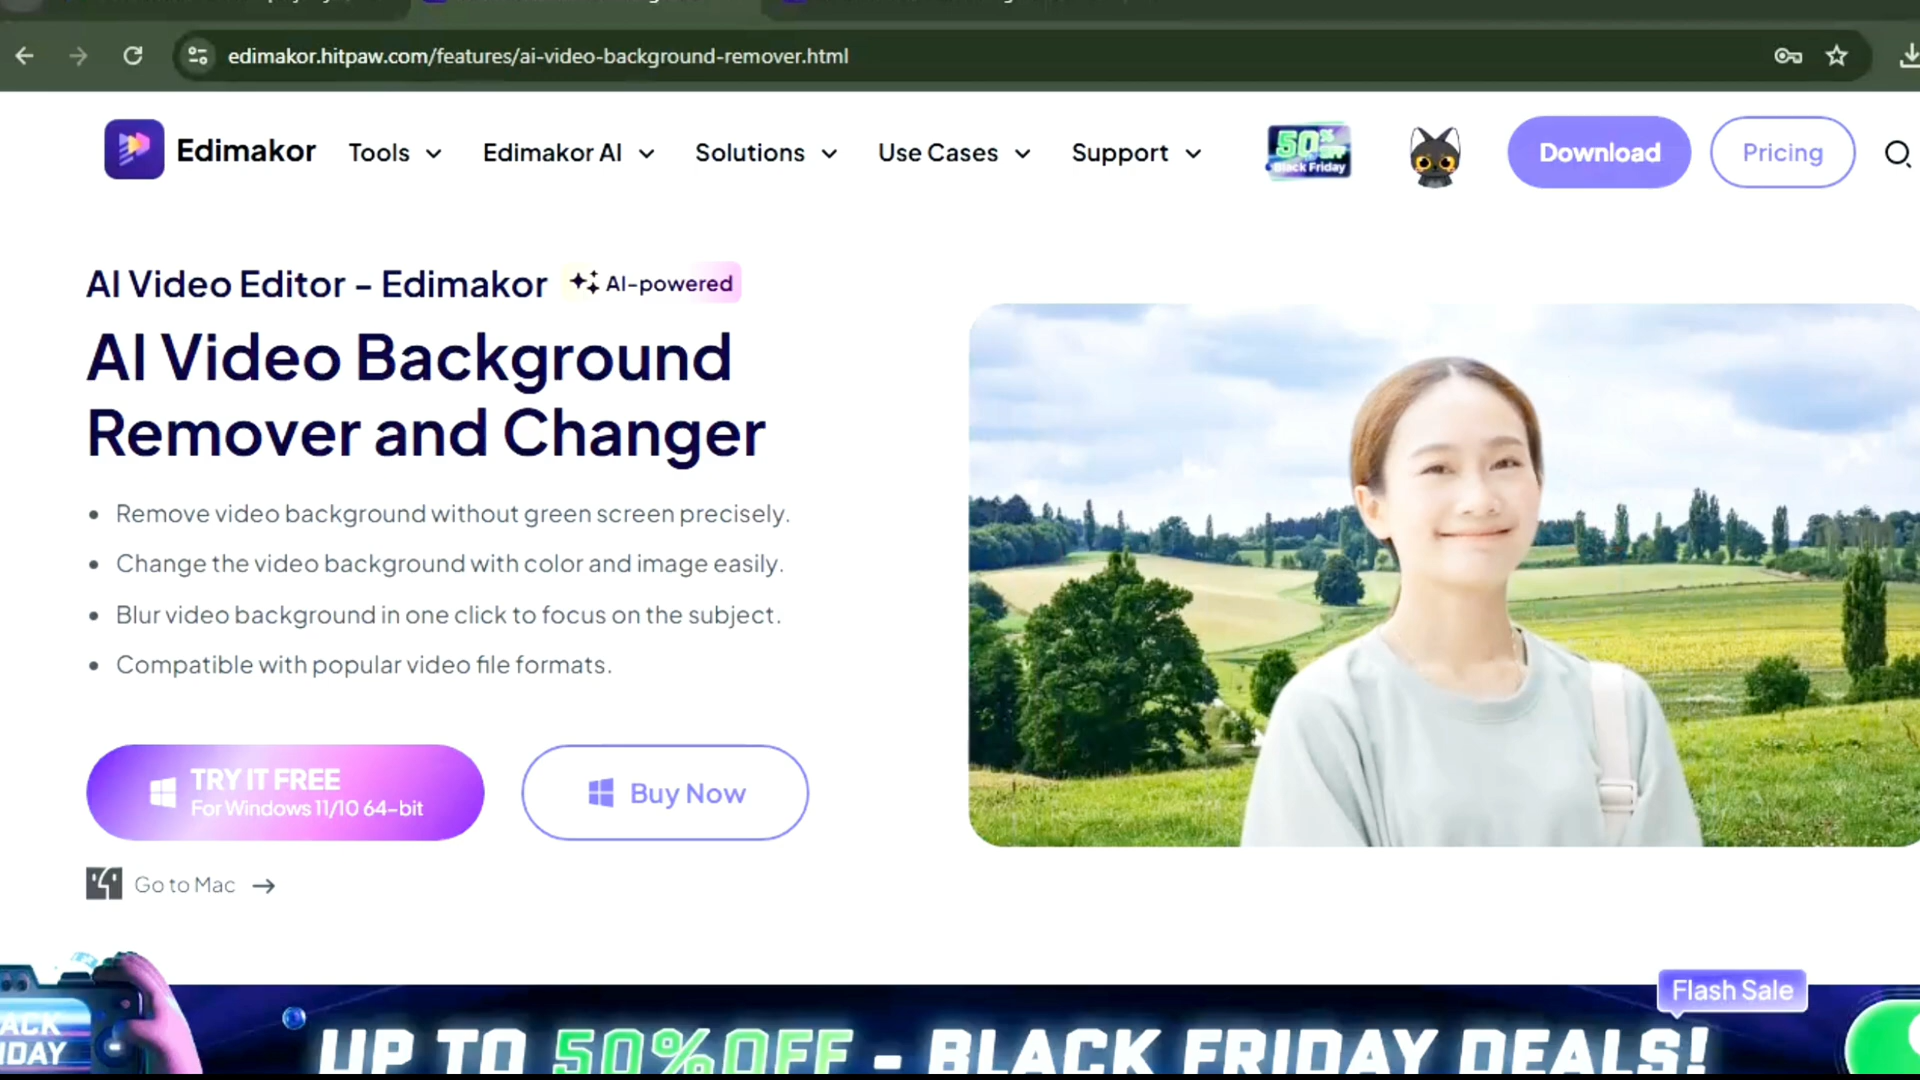 edimakor.hitpaw.com/features/ai-video-background-remover.html
Edimakor
Tools
Edimakor AI
Solutions
Use Cases
Support
50% OFF
Black Friday
Download
Pricing
AI Video Editor - Edimakor
AI-powered
AI Video Background
Remover and Changer
Remove video background without green screen precisely.
Change the video background with color and image easily.
Blur video background in one click to focus on the subject.
Compatible with popular video file formats.
TRY IT FREE
For Windows 11/10 64-bit
Buy Now
Go to Mac
Flash Sale
UP TO 50%OFF - BLACK FRIDAY DEALS!